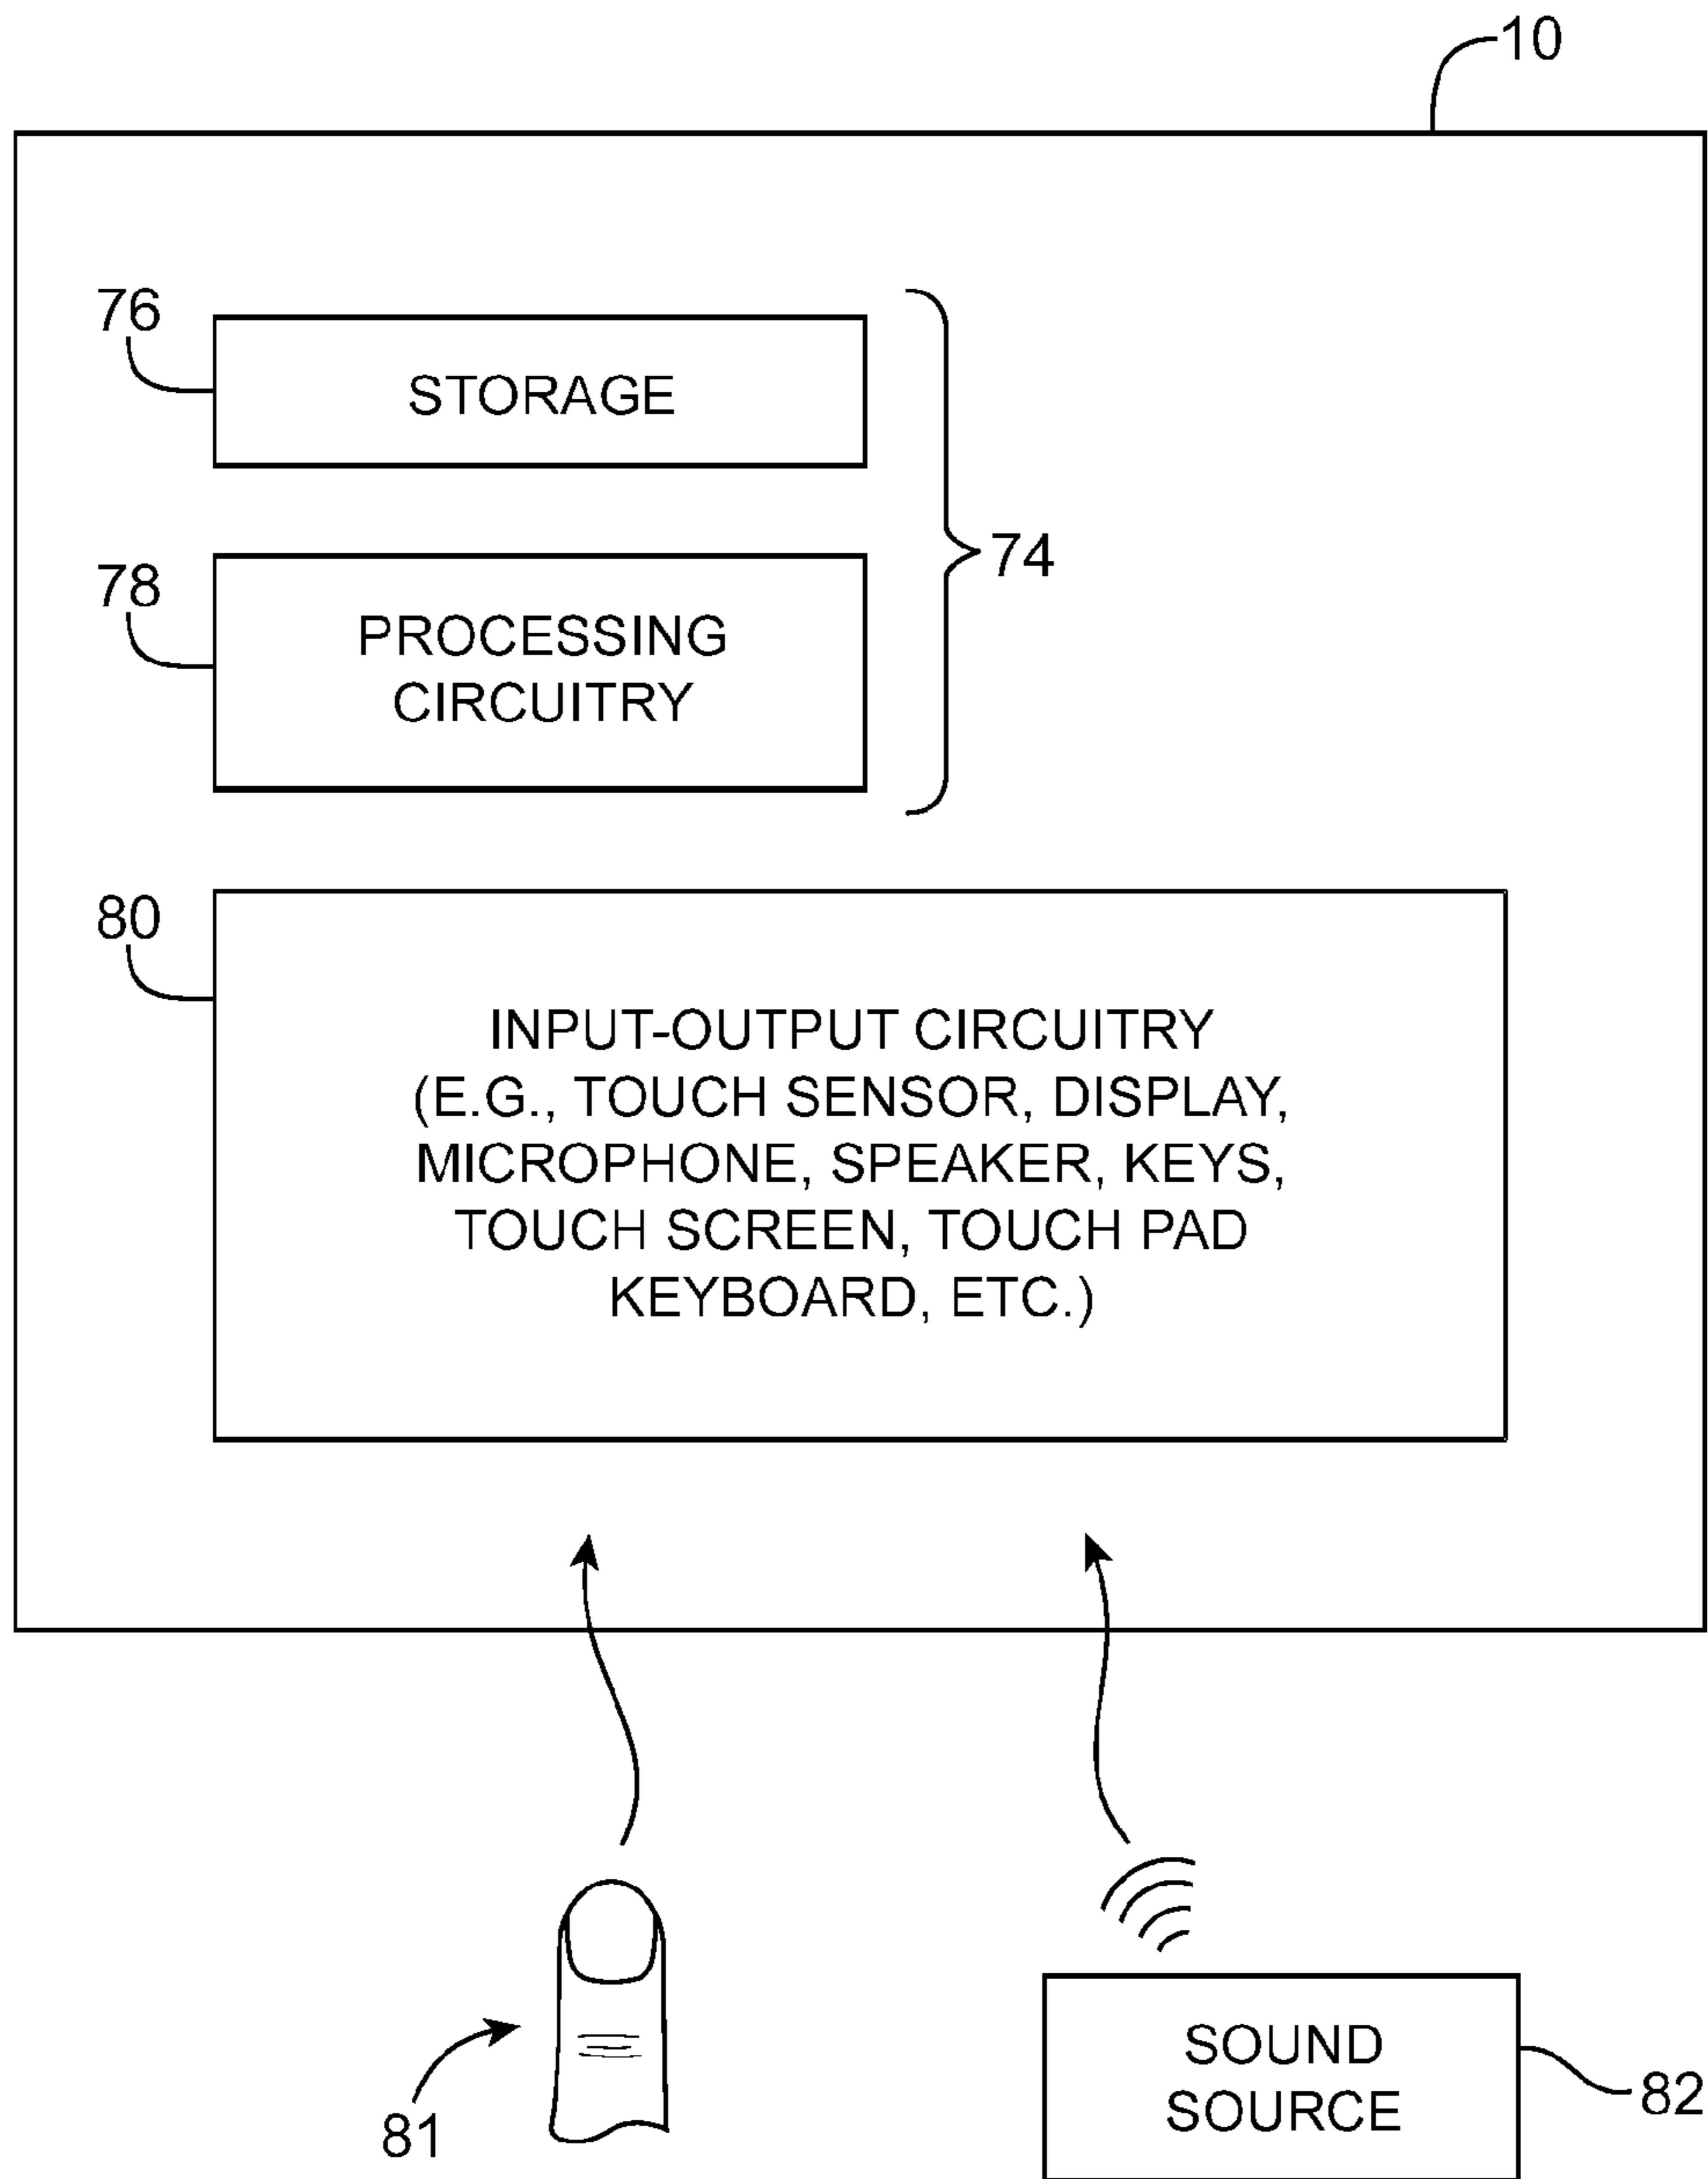 10
76
STORAGE
74
78
PROCESSING
CIRCUITRY
80
INPUT-OUTPUT CIRCUITRY
(E.G., TOUCH SENSOR, DISPLAY,
MICROPHONE, SPEAKER, KEYS,
TOUCH SCREEN, TOUCH PAD
KEYBOARD, ETC.)
81
SOUND
SOURCE
82